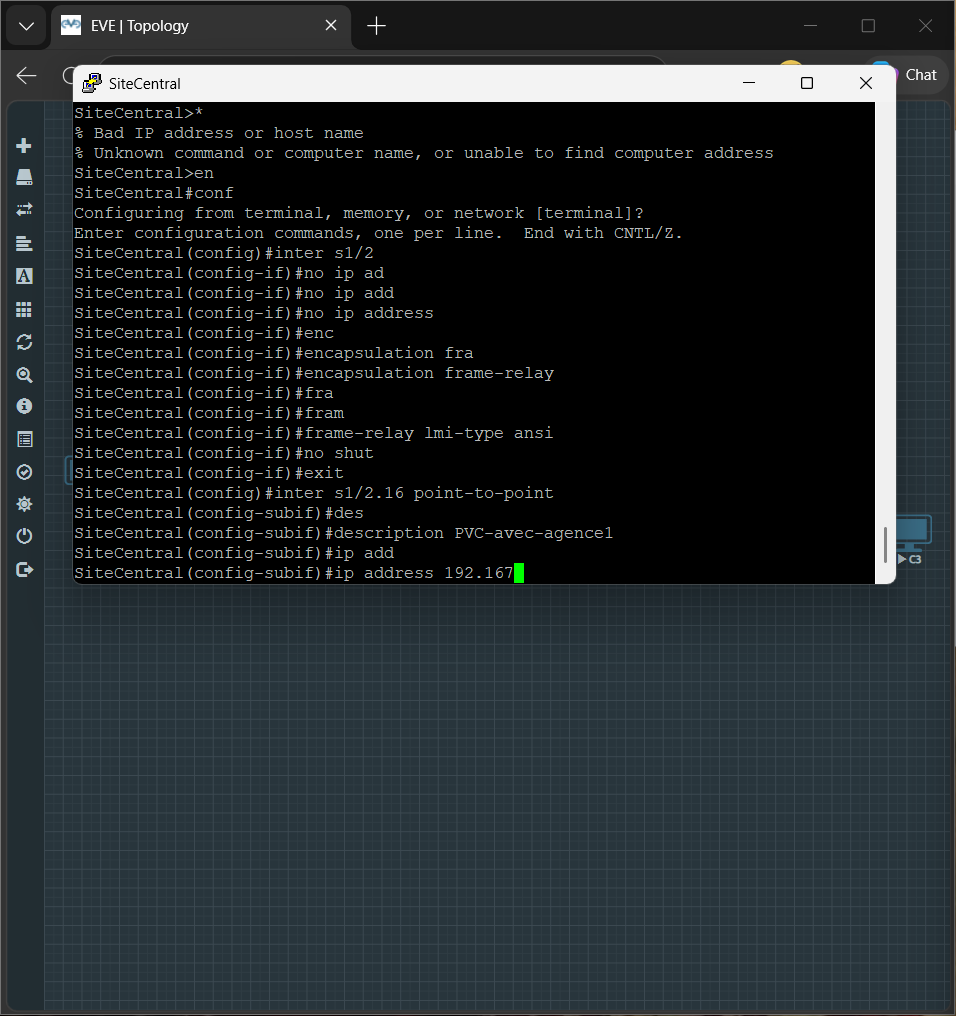 EVE | Topology
Chat
SiteCentral
SiteCentral>*
% Bad IP address or host name
% Unknown command or computer name, or unable to find computer address
SiteCentral>en
SiteCentral#conf
Configuring from terminal, memory, or network [terminal]?
Enter configuration commands, one per line.  End with CNTL/Z.
SiteCentral(config)#inter s1/2
SiteCentral(config-if)#no ip ad
SiteCentral(config-if)#no ip add
SiteCentral(config-if)#no ip address
SiteCentral(config-if)#enc
SiteCentral(config-if)#encapsulation fra
SiteCentral(config-if)#encapsulation frame-relay
SiteCentral(config-if)#fra
SiteCentral(config-if)#fram
SiteCentral(config-if)#frame-relay lmi-type ansi
SiteCentral(config-if)#no shut
SiteCentral(config-if)#exit
SiteCentral(config)#inter s1/2.16 point-to-point
SiteCentral(config-subif)#des
SiteCentral(config-subif)#description PVC-avec-agence1
SiteCentral(config-subif)#ip add
SiteCentral(config-subif)#ip address 192.167
C3